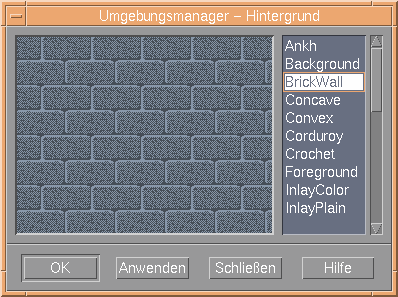 Umgebungsmanager – Hintergrund
Ankh
Background
BrickWall
Concave
Convex
Corduroy
Crochet
Foreground
InlayColor
InlayPlain
OK Anwenden Schließen Hilfe